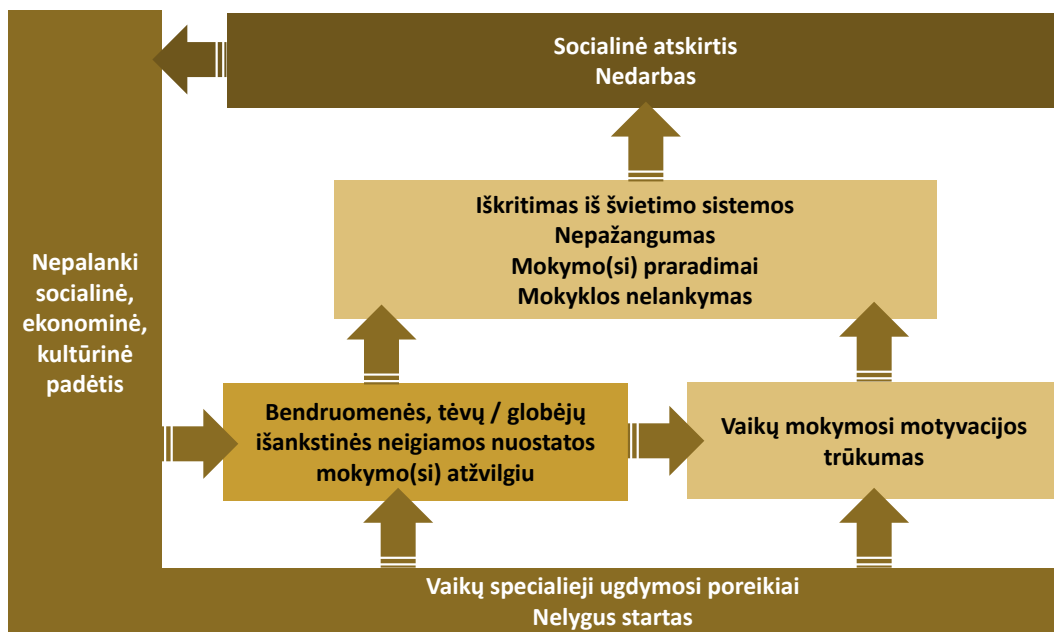 Socialinė atskirtis
Nedarbas
Iškritimas iš švietimo sistemos
Nepažangumas
Mokymo(si) praradimai
Mokyklos nelankymas
Nepalanki
socialinė,
ekonominė,
kultūrinė
padėtis
Bendruomenės, tėvų / globėjų
išankstinės neigiamos nuostatos
mokymo(si) atžvilgiu
Vaikų mokymosi motyvacijos
trūkumas
Vaikų specialieji ugdymosi poreikiai
Nelygus startas